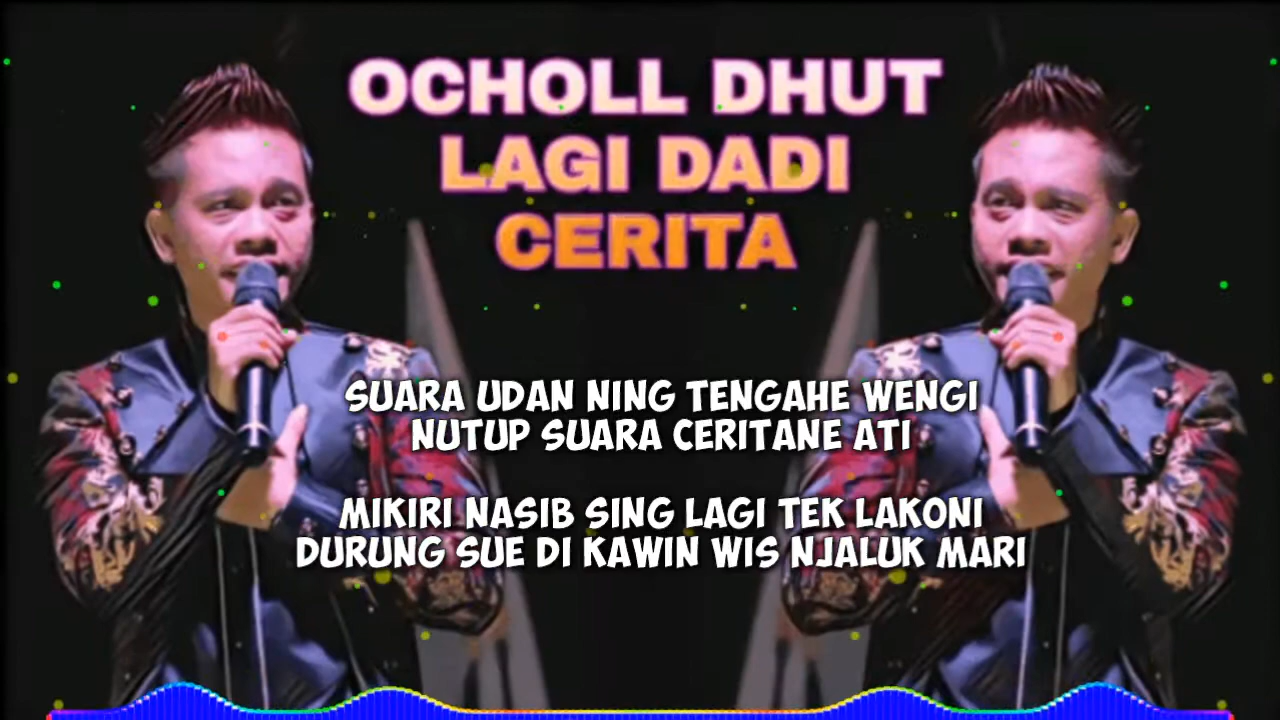 OCHOLL DHUT
LAGI DADI
CERITA
SUARA UDAN NING TENGAHE WENGI
NUTUP SUARA CERITANE ATI
MIKIRI NASIB SING LAGI TEK LAKONI
DURUNG SUE DI KAWIN WIS NJALUK MARI